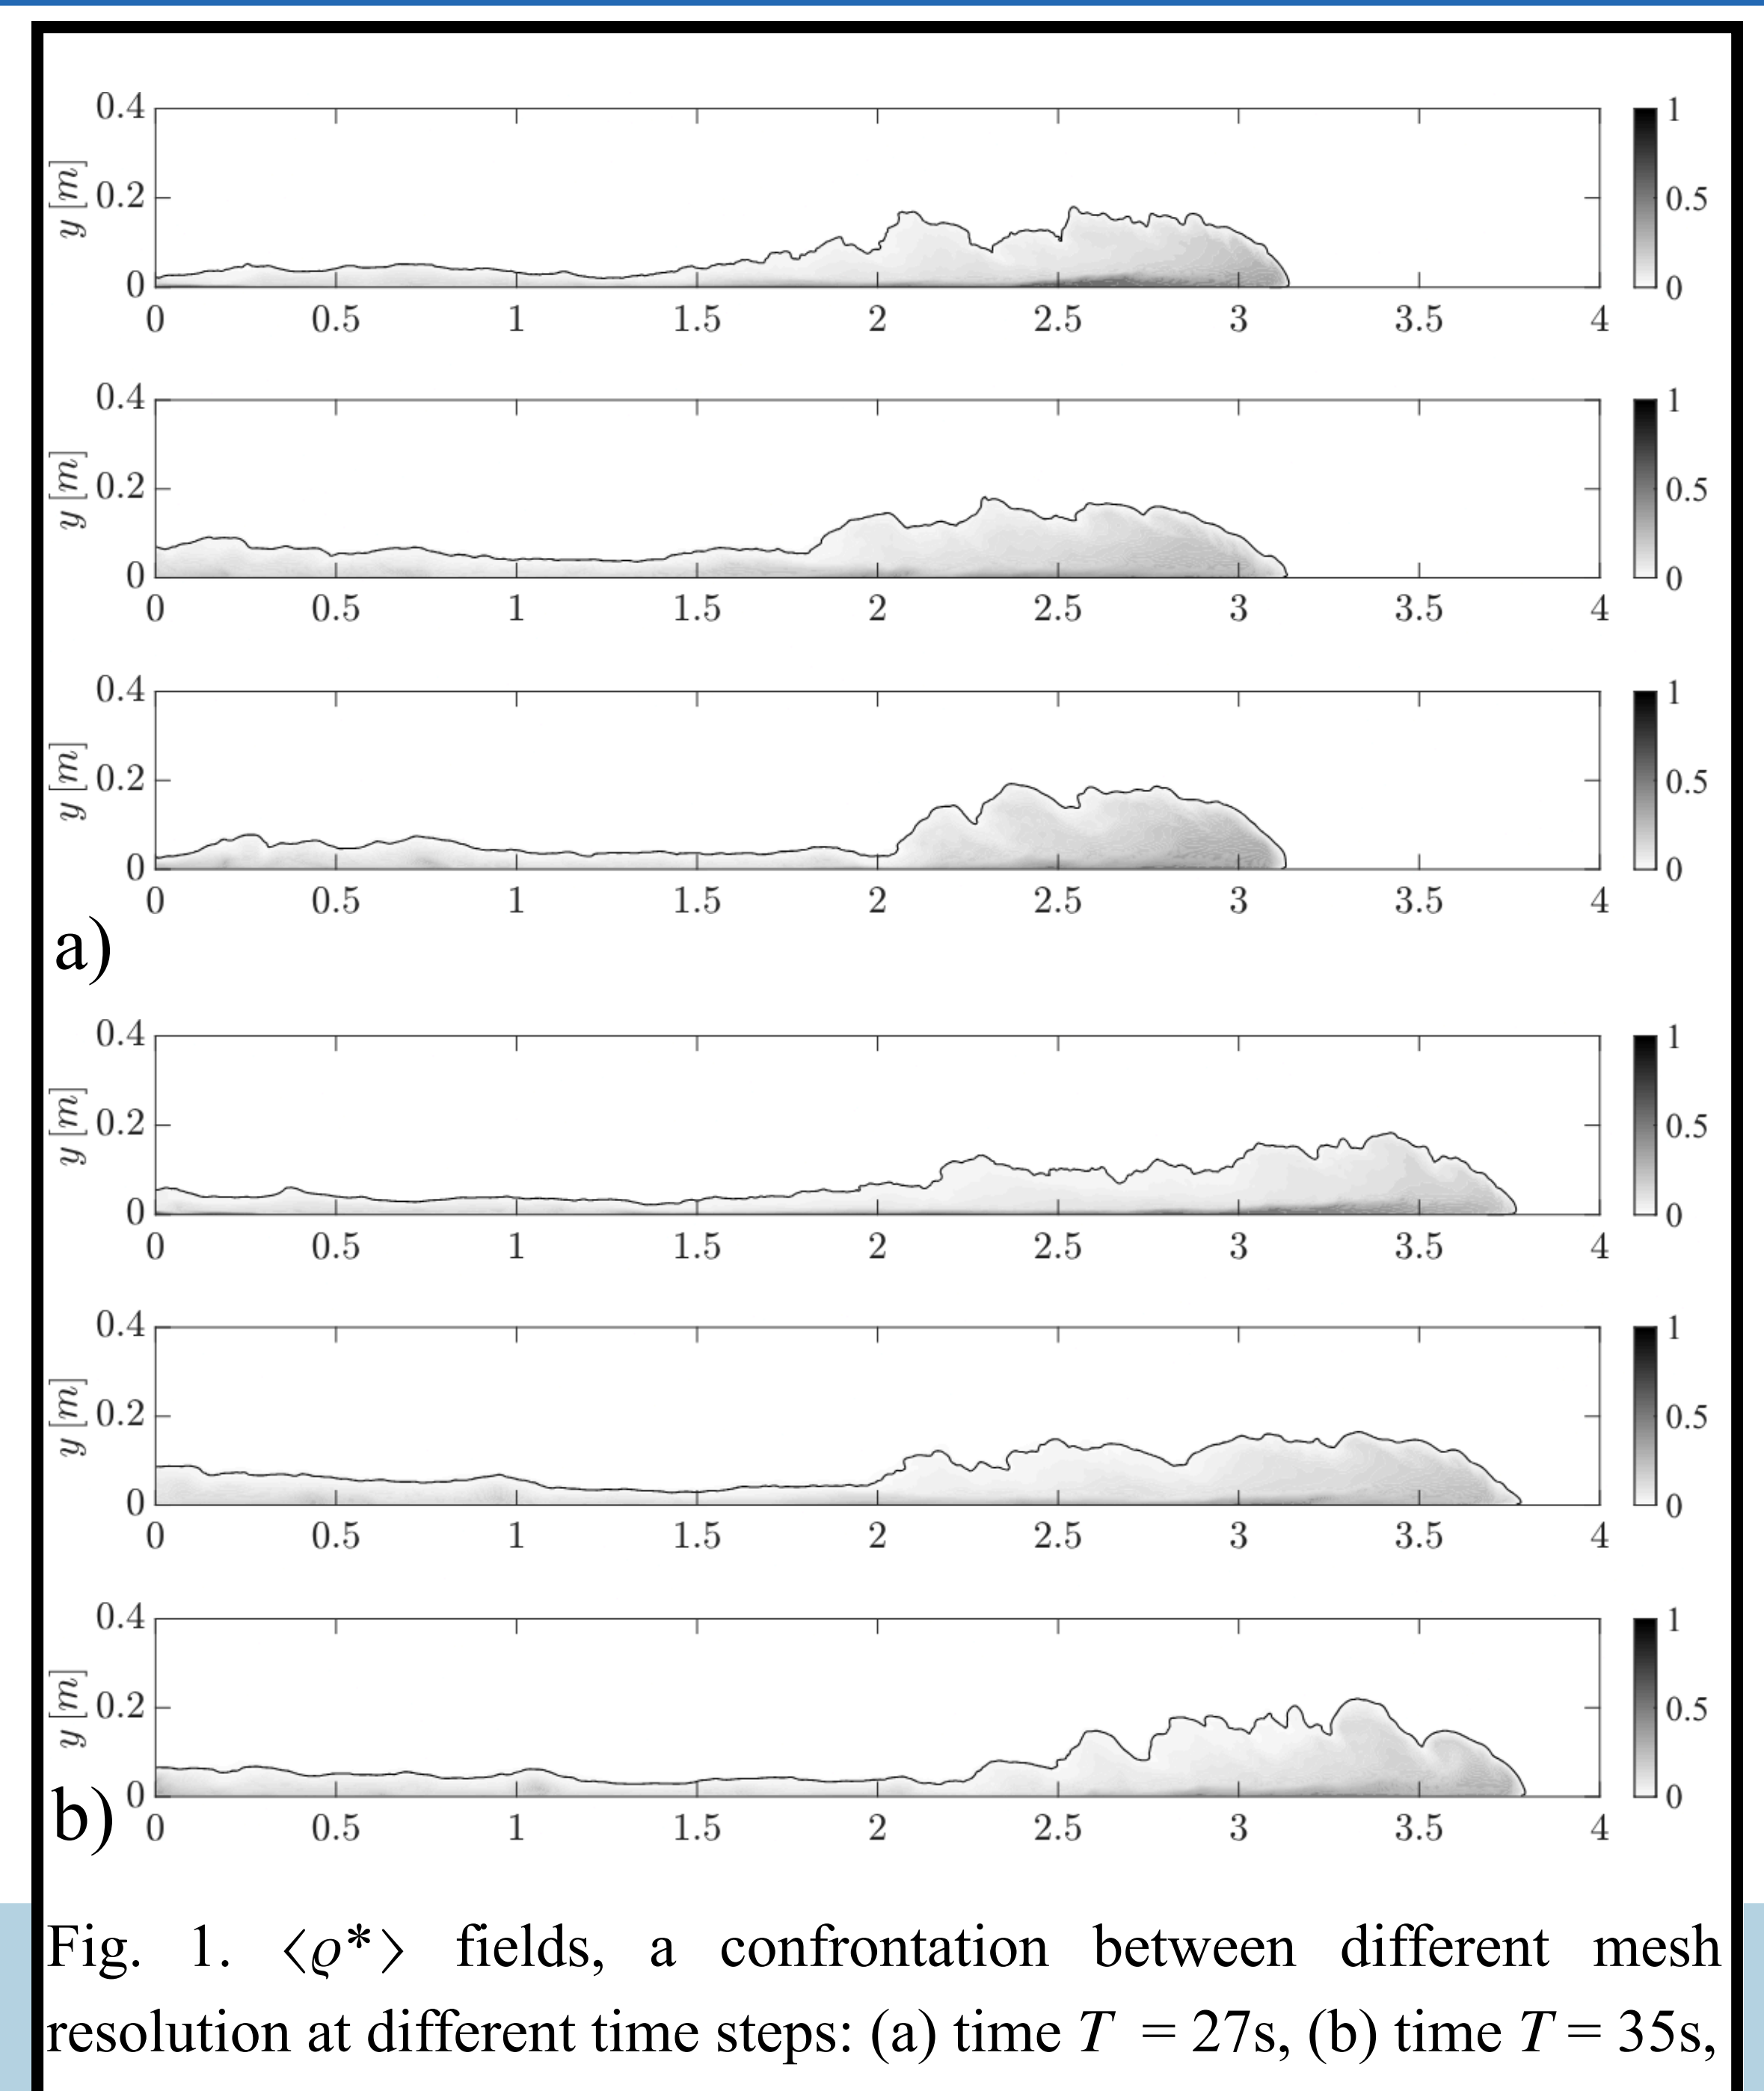 0.4 1
y [m] 0.2 0.5
0 0
0 0.5 1 1.5 2 2.5 3 3.5 4
0.4 1
y [m] 0.2 0.5
0 0
0 0.5 1 1.5 2 2.5 3 3.5 4
0.4 1
y [m] 0.2 0.5
0 0
0 0.5 1 1.5 2 2.5 3 3.5 4
a)
0.4 1
y [m] 0.2 0.5
0 0
0 0.5 1 1.5 2 2.5 3 3.5 4
0.4 1
y [m] 0.2 0.5
0 0
0 0.5 1 1.5 2 2.5 3 3.5 4
0.4 1
y [m] 0.2 0.5
0 0
b) 0 0.5 1 1.5 2 2.5 3 3.5 4
Fig. 1. ⟨ϱ*⟩ fields, a confrontation between different mesh
resolution at different time steps: (a) time T = 27s, (b) time T = 35s,